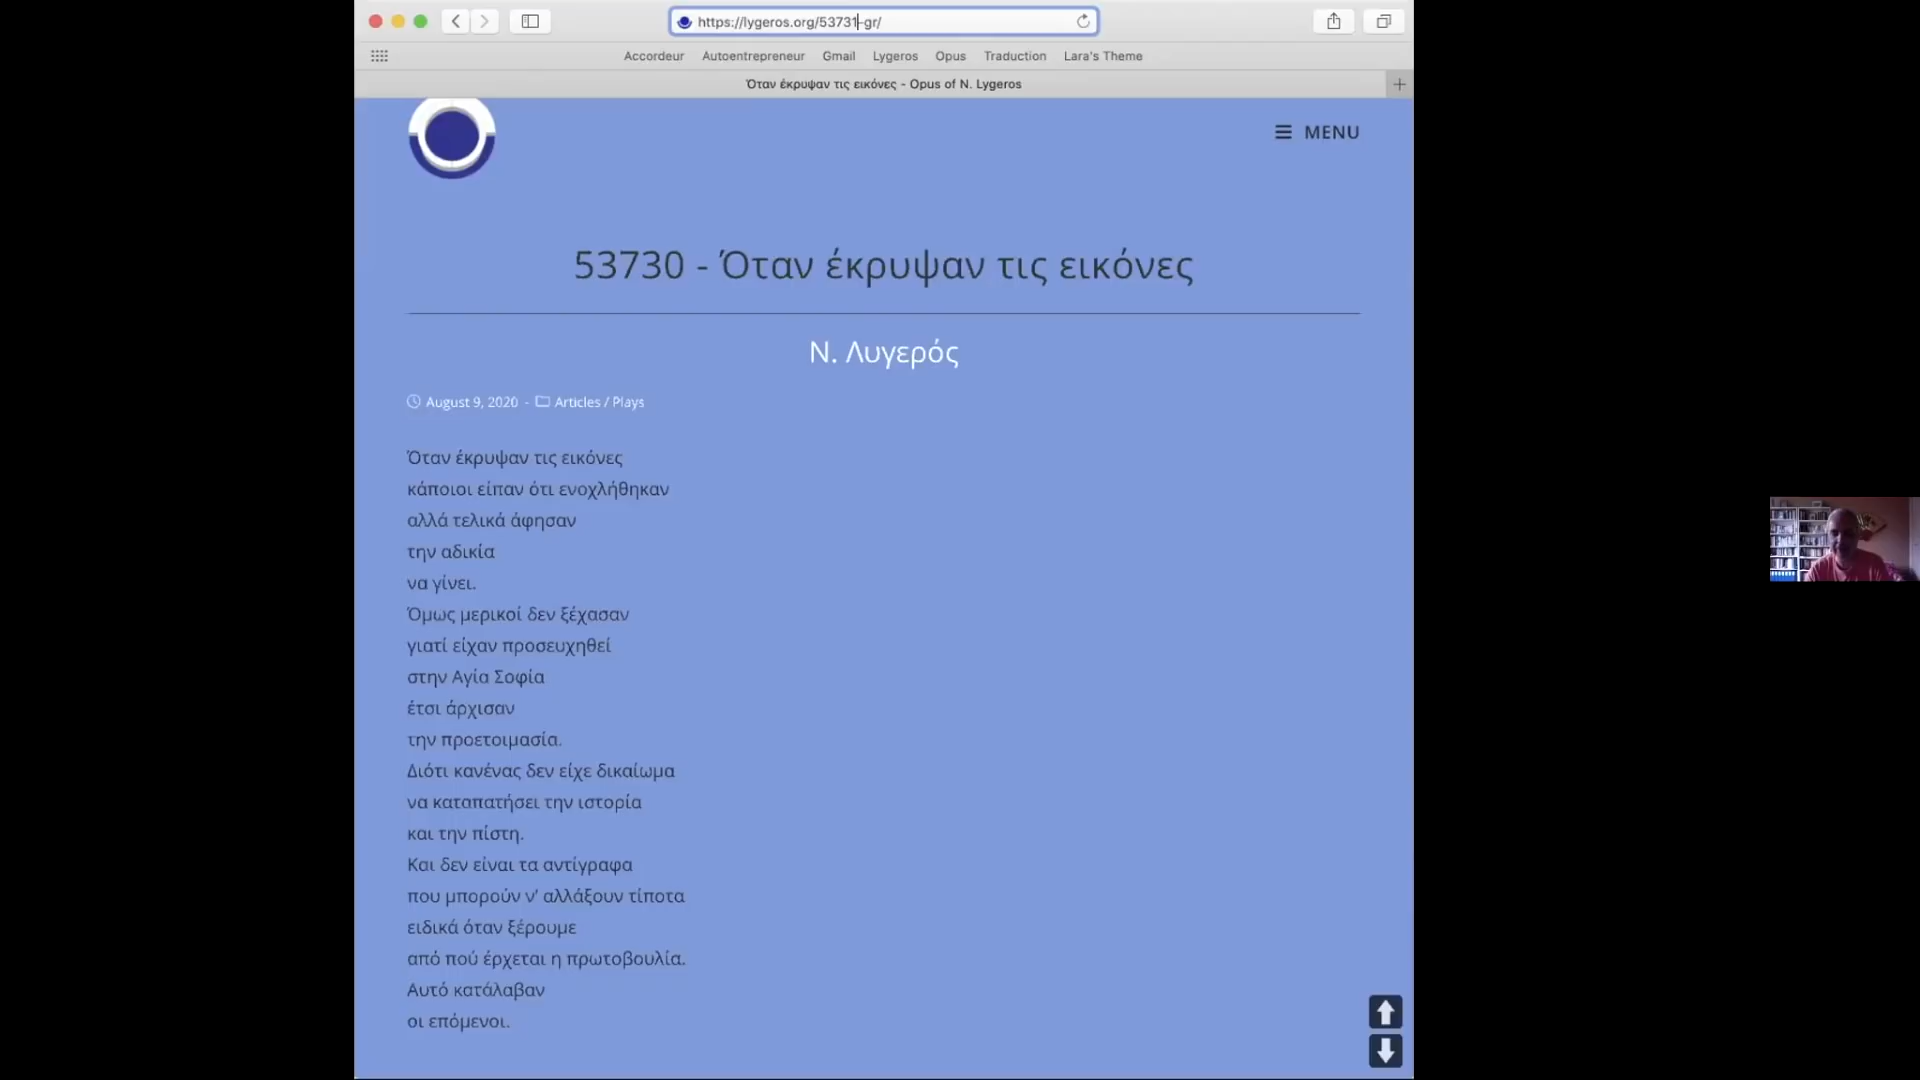 https://lygeros.org/53731-gr/
Accordeur Autoentrepreneur Gmail Lygeros Opus Traduction Lara's Theme
Όταν έκρυψαν τις εικόνες - Opus of N. Lygeros
MENU
53730 - Όταν έκρυψαν τις εικόνες
Ν. Λυγερός
August 9, 2020 - Articles / Plays
Όταν έκρυψαν τις εικόνες
κάποιοι είπαν ότι ενοχλήθηκαν
αλλά τελικά άφησαν
την αδικία
να γίνει.
Όμως μερικοί δεν ξέχασαν
γιατί είχαν προσευχηθεί
στην Αγία Σοφία
έτσι άρχισαν
την προετοιμασία.
Διότι κανένας δεν είχε δικαίωμα
να καταπατήσει την ιστορία
και την πίστη.
Και δεν είναι τα αντίγραφα
που μπορούν ν' αλλάξουν τίποτα
ειδικά όταν ξέρουμε
από πού έρχεται η πρωτοβουλία.
Αυτό κατάλαβαν
οι επόμενοι.